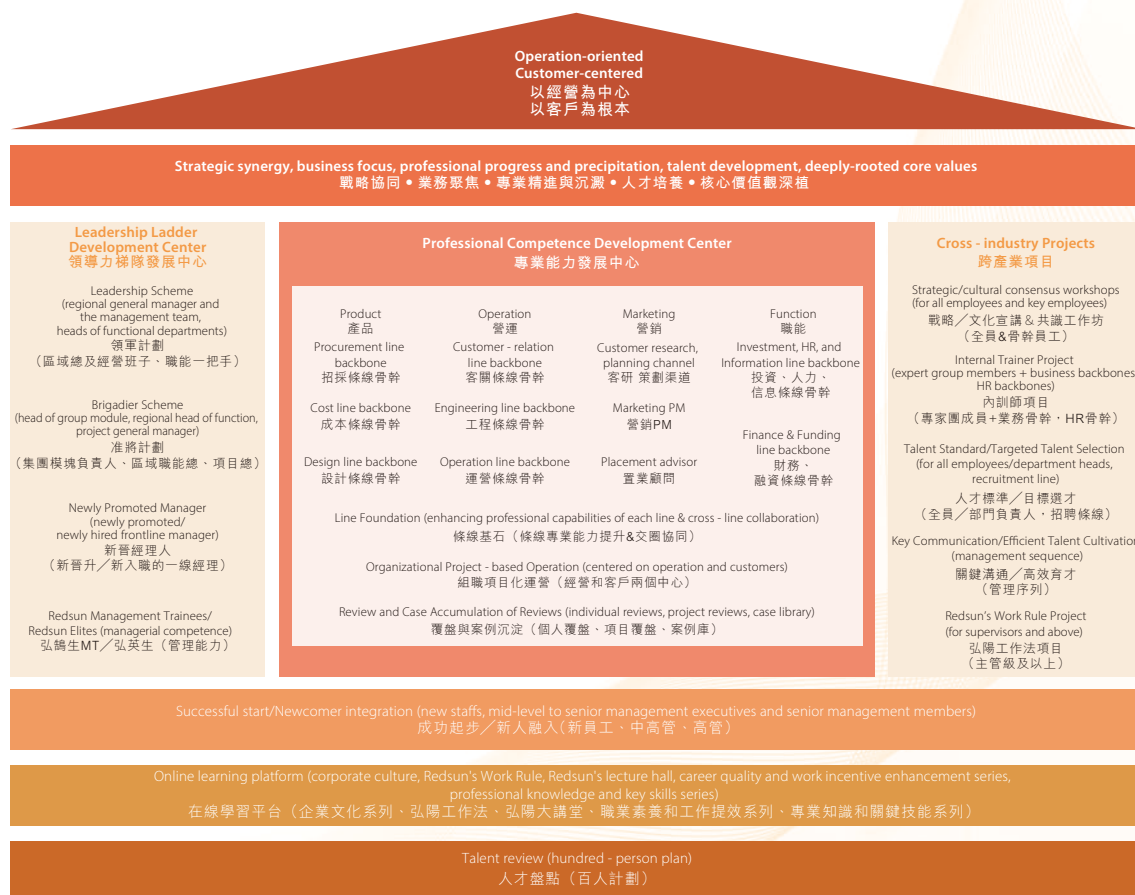 Operation-oriented
Customer-centered
以經營為中心
以客戶為根本
Strategic synergy, business focus, professional progress and precipitation, talent development, deeply-rooted core values
戰略協同 • 業務聚焦 • 專業精進與沉澱 • 人才培養 • 核心價值觀深植
Leadership Ladder
Development Center
領導力梯隊發展中心
Leadership Scheme
(regional general manager and
the management team,
heads of functional departments)
領軍計劃
（區域總及經營班子、職能一把手）
Brigadier Scheme
(head of group module, regional head of function,
project general manager)
准將計劃
（集團模塊負責人、區域職能總、項目總）
Newly Promoted Manager
(newly promoted/
newly hired frontline manager)
新晉經理人
（新晉升／新入職的一線經理）
Redsun Management Trainees/
Redsun Elites (managerial competence)
弘鵠生MT／弘英生（管理能力）
Professional Competence Development Center
專業能力發展中心
Product
產品
Procurement line
backbone
招採條線骨幹
Cost line backbone
成本條線骨幹
Design line backbone
設計條線骨幹
Operation
營運
Customer - relation
line backbone
客關條線骨幹
Engineering line backbone
工程條線骨幹
Operation line backbone
運營條線骨幹
Marketing
營銷
Customer research,
planning channel
客研 策劃渠道
Marketing PM
營銷PM
Placement advisor
置業顧問
Function
職能
Investment, HR, and
Information line backbone
投資、人力、
信息條線骨幹
Finance & Funding
line backbone
財務、
融資條線骨幹
Line Foundation (enhancing professional capabilities of each line & cross - line collaboration)
條線基石（條線專業能力提升&交圈協同）
Organizational Project - based Operation (centered on operation and customers)
組織項目化運營（經營和客戶兩個中心）
Review and Case Accumulation of Reviews (individual reviews, project reviews, case library)
覆盤與案例沉淀（個人覆盤、項目覆盤、案例庫）
Cross - industry Projects
跨產業項目
Strategic/cultural consensus workshops
(for all employees and key employees)
戰略／文化宣講＆共識工作坊
（全員&骨幹員工）
Internal Trainer Project
(expert group members + business backbones
HR backbones)
內訓師項目
（專家團成員+業務骨幹，HR骨幹）
Talent Standard/Targeted Talent Selection
(for all employees/department heads,
recruitment line)
人才標準／目標選才
（全員／部門負責人，招聘條線）
Key Communication/Efficient Talent Cultivation
(management sequence)
關鍵溝通／高效育才
（管理序列）
Redsun's Work Rule Project
(for supervisors and above)
弘陽工作法項目
（主管級及以上）
Successful start/Newcomer integration (new staffs, mid-level to senior management executives and senior management members)
成功起步／新人融入（新員工、中高管、高管）
Online learning platform (corporate culture, Redsun's Work Rule, Redsun's lecture hall, career quality and work incentive enhancement series,
professional knowledge and key skills series)
在線學習平台（企業文化系列、弘陽工作法、弘陽大講堂、職業素養和工作提效系列、專業知識和關鍵技能系列）
Talent review (hundred - person plan)
人才盤點（百人計劃）